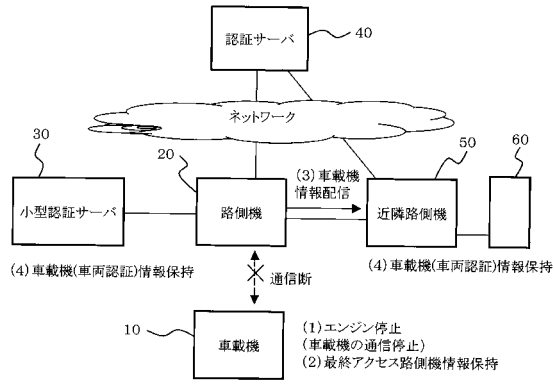 認証サーバ
40
ネットワーク
30
20
50
60
(3)車載機
情報配信
小型認証サーバ
路側機
近隣路側機
(4)車載機(車両認証)情報保持
通信断
(4)車載機(車両認証)情報保持
10
車載機
(1)エンジン停止
(車載機の通信停止)
(2)最終アクセス路側機情報保持